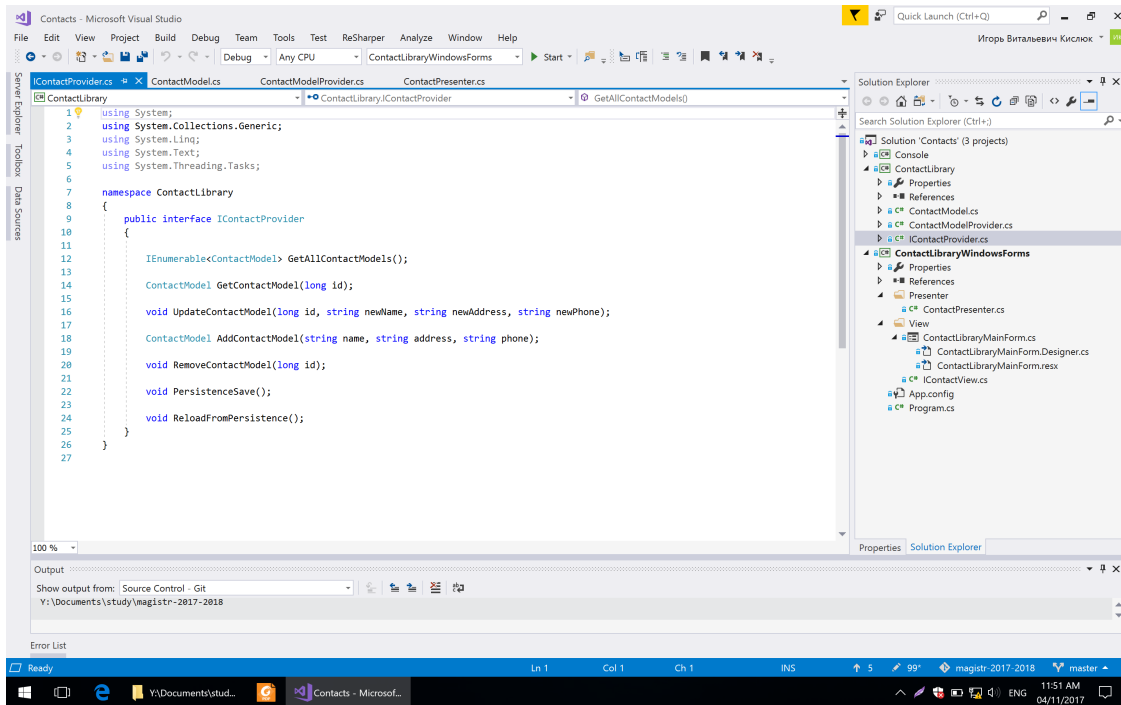 Contacts - Microsoft Visual Studio
Quick Launch (Ctrl+Q)
File Edit View Project Build Debug Team Tools Test ReSharper Analyze Window Help
Игорь Витальевич Кислюк
Debug Any CPU ContactLibraryWindowsForms Start
Server Explorer
Toolbox
Data Sources
IContactProvider.cs ContactModel.cs ContactModelProvider.cs ContactPresenter.cs
ContactLibrary ContactLibrary.IContactProvider GetAllContactModels()
1 using System;
2 using System.Collections.Generic;
3 using System.Linq;
4 using System.Text;
5 using System.Threading.Tasks;
6
7 namespace ContactLibrary
8 {
9 public interface IContactProvider
10 {
11
12 IEnumerable<ContactModel> GetAllContactModels();
13
14 ContactModel GetContactModel(long id);
15
16 void UpdateContactModel(long id, string newName, string newAddress, string newPhone);
17
18 ContactModel AddContactModel(string name, string address, string phone);
19
20 void RemoveContactModel(long id);
21
22 void PersistenceSave();
23
24 void ReloadFromPersistence();
25 }
26 }
27
100 %
Solution Explorer
Search Solution Explorer (Ctrl+;)
Solution 'Contacts' (3 projects)
Console
ContactLibrary
Properties
References
ContactModel.cs
ContactModelProvider.cs
IContactProvider.cs
ContactLibraryWindowsForms
Properties
References
Presenter
ContactPresenter.cs
View
ContactLibraryMainForm.cs
ContactLibraryMainForm.Designer.cs
ContactLibraryMainForm.resx
IContactView.cs
App.config
Program.cs
Properties Solution Explorer
Output
Show output from: Source Control - Git
Y:\Documents\study\magistr-2017-2018
Error List
Ready Ln 1 Col 1 Ch 1 INS 5 99* magistr-2017-2018 master
Y:\Documents\stud... Contacts - Microsof... ENG 11:51 AM
04/11/2017